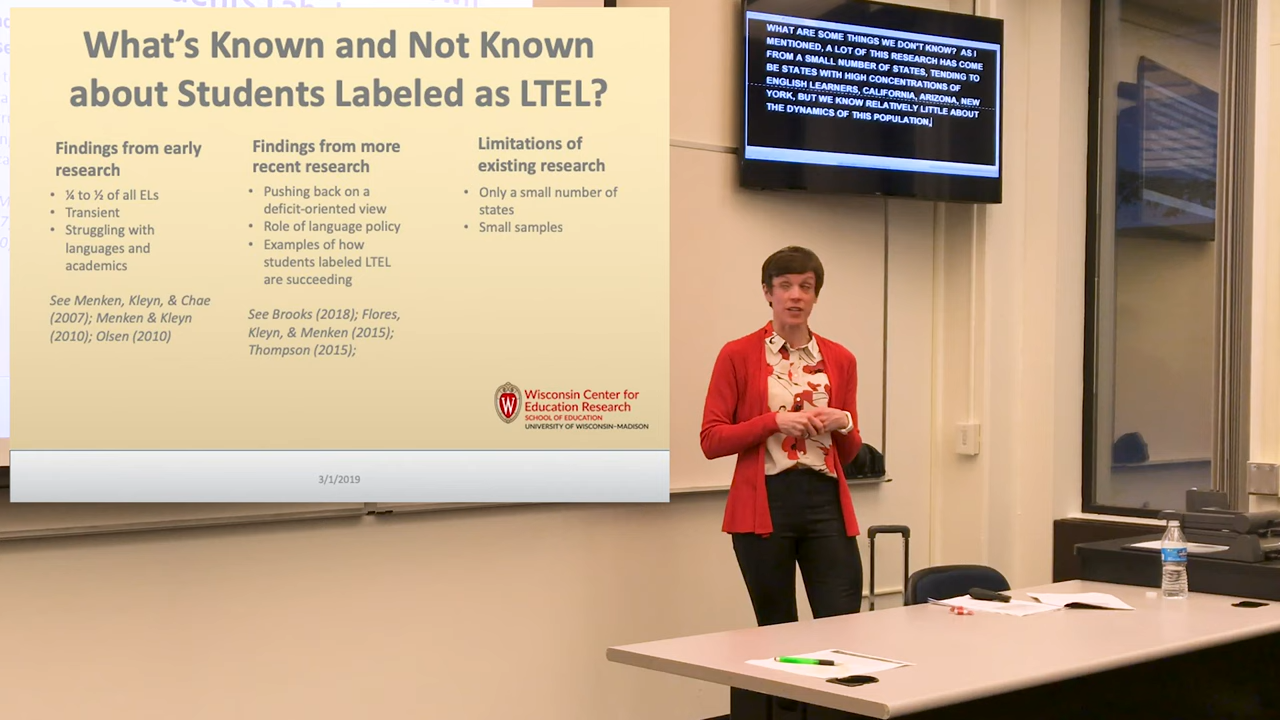 What's Known and Not Known
about Students Labeled as LTEL?
Findings from early
research
• ¼ to ½ of all ELs
• Transient
• Struggling with
languages and
academics
See Menken, Kleyn, & Chae
(2007); Menken & Kleyn
(2010); Olsen (2010)
Findings from more
recent research
• Pushing back on a
deficit-oriented view
• Role of language policy
• Examples of how
students labeled LTEL
are succeeding
See Brooks (2018); Flores,
Kleyn, & Menken (2015);
Thompson (2015);
Limitations of
existing research
• Only a small number of
states
• Small samples
W
Wisconsin Center for
Education Research
SCHOOL OF EDUCATION
UNIVERSITY OF WISCONSIN–MADISON
3/1/2019
WHAT ARE SOME THINGS WE DON'T KNOW? AS I
MENTIONED, A LOT OF THIS RESEARCH HAS COME
FROM A SMALL NUMBER OF STATES, TENDING TO
BE STATES WITH HIGH CONCENTRATIONS OF
ENGLISH LEARNERS, CALIFORNIA, ARIZONA, NEW
YORK, BUT WE KNOW RELATIVELY LITTLE ABOUT
THE DYNAMICS OF THIS POPULATION,